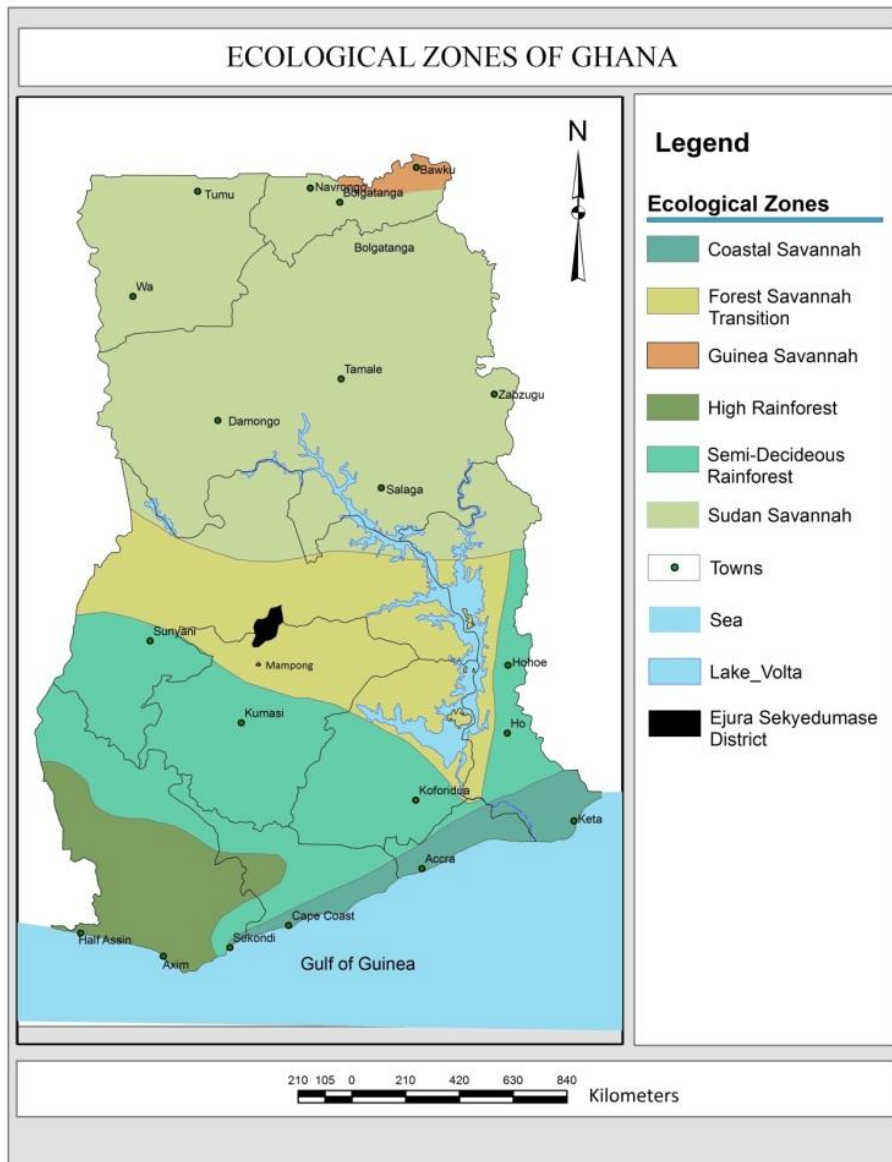 ECOLOGICAL ZONES OF GHANA
N
Bawku
Navrongo
Tumu
Bolgatanga
Bolgatanga
Wa
Tamale
Zabzugu
Damongo
Salaga
Sunyani
Mampong
Hohoe
Kumasi
Ho
Koforidua
Keta
Accra
Cape Coast
Half Assin
Sekondi
Axim
Gulf of Guinea
Legend
Ecological Zones
Coastal Savannah
Forest Savannah
Transition
Guinea Savannah
High Rainforest
Semi-Decideous
Rainforest
Sudan Savannah
Towns
Sea
Lake_Volta
Ejura Sekyedumase
District
210 105 0 210 420 630 840
Kilometers